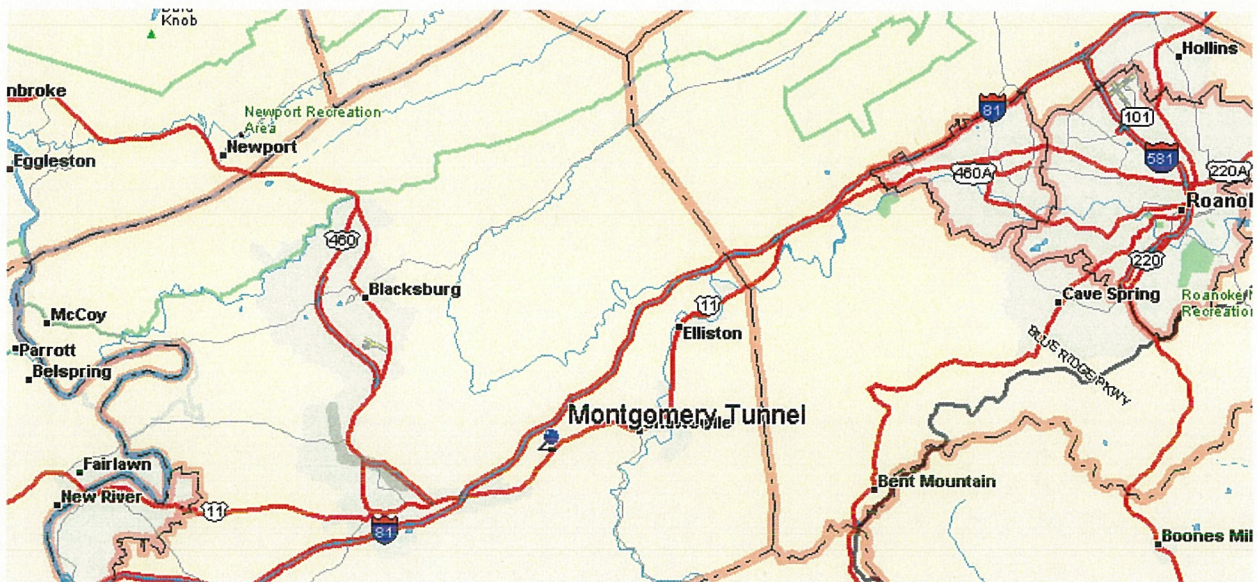 Knob
nbroke
Newport Recreation
Area
Newport
Eggleston
Hollins
81
101
581
460A
220A
Roanol
460
220
Blacksburg
11
Cave Spring
Roanoke
Recreation
McCoy
Elliston
Parrott
Belspring
BLUE RIDGE PKWY
Montgomery Tunnel
Fairlawn
New River
11
81
Bent Mountain
Boones Mil